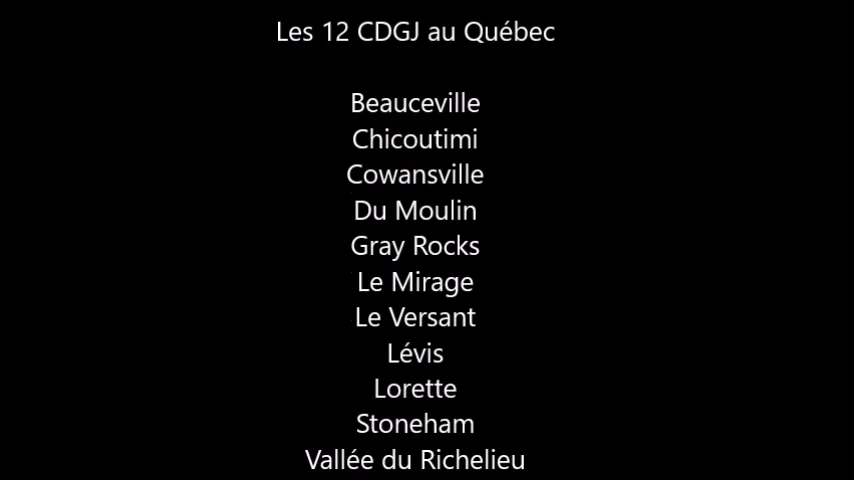 Les 12 CDGJ au Québec
Beauceville
Chicoutimi
Cowansville
Du Moulin
Gray Rocks
Le Mirage
Le Versant
Lévis
Lorette
Stoneham
Vallée du Richelieu